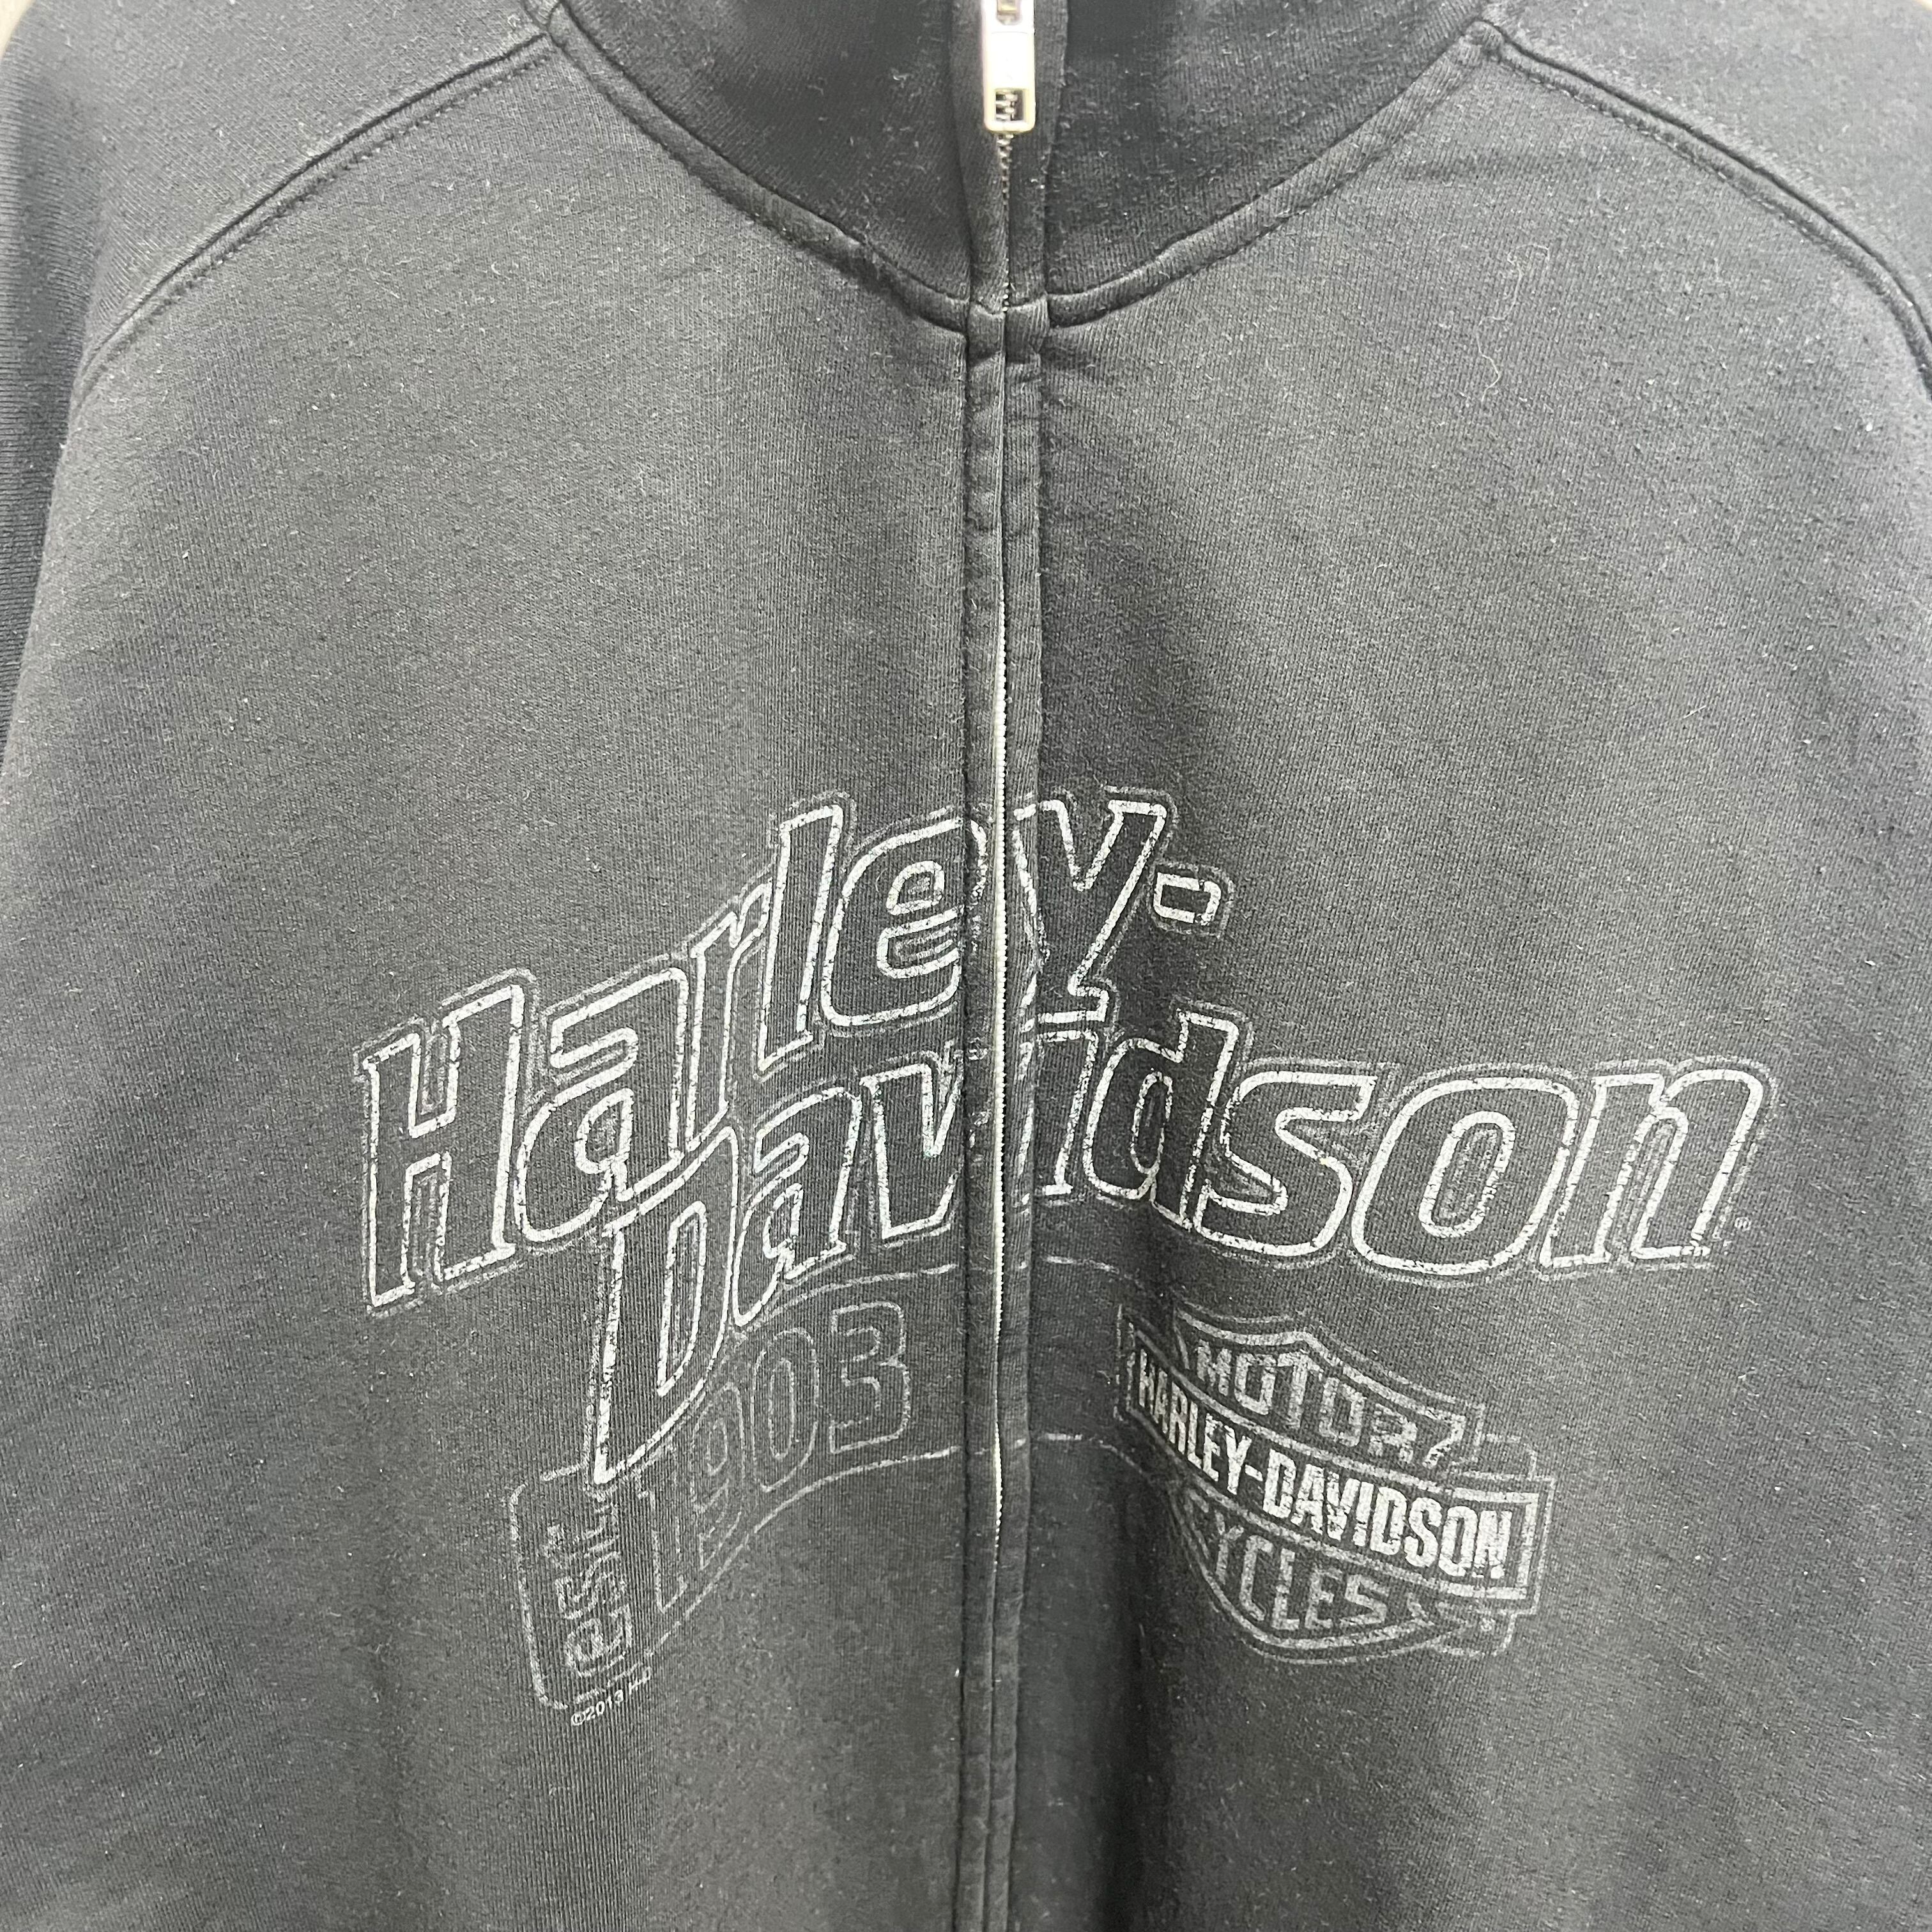 Harley-
Davidson®
est. 1903
©2013 H-D
MOTOR
HARLEY-DAVIDSON
CYCLES